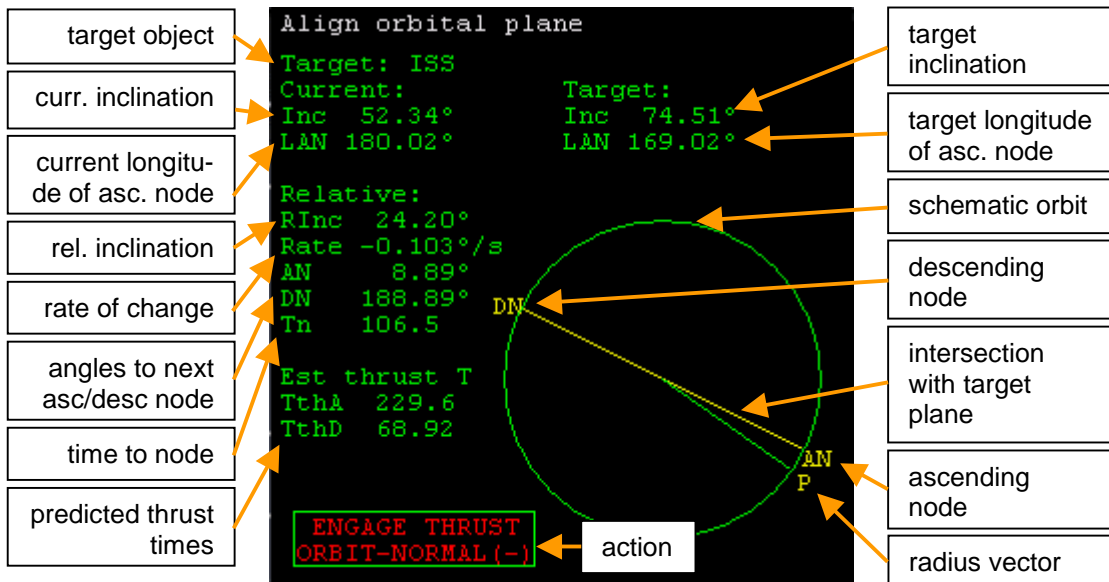 target object
curr. inclination
current longitu-
de of asc. node
rel. inclination
rate of change
angles to next
asc/desc node
time to node
predicted thrust
times
Align orbital plane
Target: ISS
Current: Target:
Inc 52.34° Inc 74.51°
LAN 180.02° LAN 169.02°
Relative:
RInc 24.20°
Rate -0.103°/s
AN 8.89°
DN 188.89°
Tn 106.5
Est thrust T
TthA 229.6
TthD 68.92
DN
AN
P
ENGAGE THRUST
ORBIT-NORMAL(-)
action
target
inclination
target longitude
of asc. node
schematic orbit
descending
node
intersection
with target
plane
ascending
node
radius vector